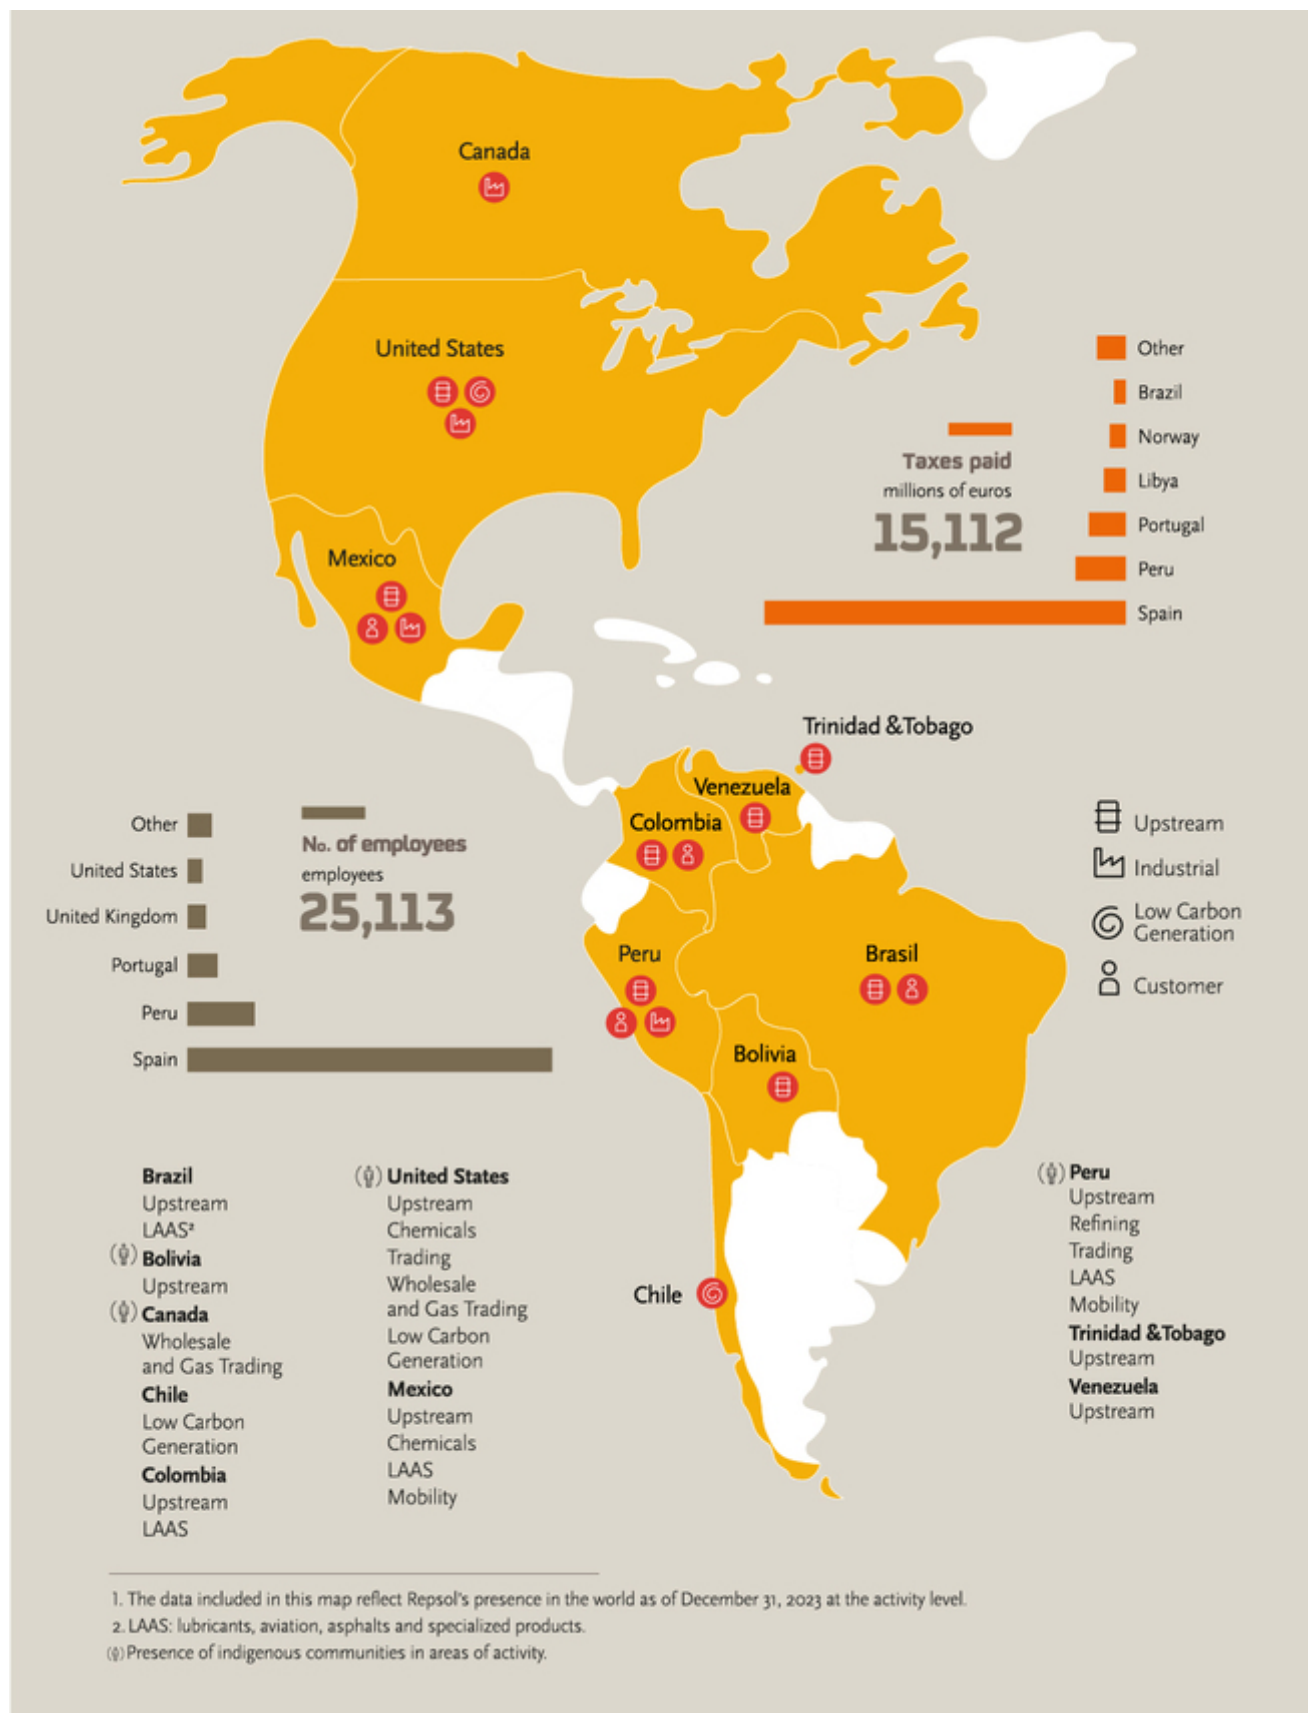 Canada
United States
Mexico
Other
Brazil
Norway
Libya
Portugal
Peru
Spain
Taxes paid
millions of euros
15,112
Trinidad &Tobago
Venezuela
Colombia
Peru
Brasil
Bolivia
Chile
Upstream
Industrial
Low Carbon
Generation
Customer
Other
United States
United Kingdom
Portugal
Peru
Spain
No. of employees
employees
25,113
Brazil
Upstream
LAAS²
Bolivia
Upstream
Canada
Wholesale
and Gas Trading
Chile
Low Carbon
Generation
Colombia
Upstream
LAAS
United States
Upstream
Chemicals
Trading
Wholesale
and Gas Trading
Low Carbon
Generation
Mexico
Upstream
Chemicals
LAAS
Mobility
Peru
Upstream
Refining
Trading
LAAS
Mobility
Trinidad &Tobago
Upstream
Venezuela
Upstream
1. The data included in this map reflect Repsol's presence in the world as of December 31, 2023 at the activity level.
2. LAAS: lubricants, aviation, asphalts and specialized products.
Presence of indigenous communities in areas of activity.